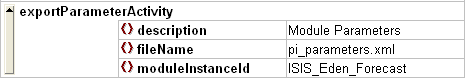 exportParameterActivity
{} description Module Parameters
{} fileName pi_parameters.xml
{} moduleInstanceId ISIS_Eden_Forecast